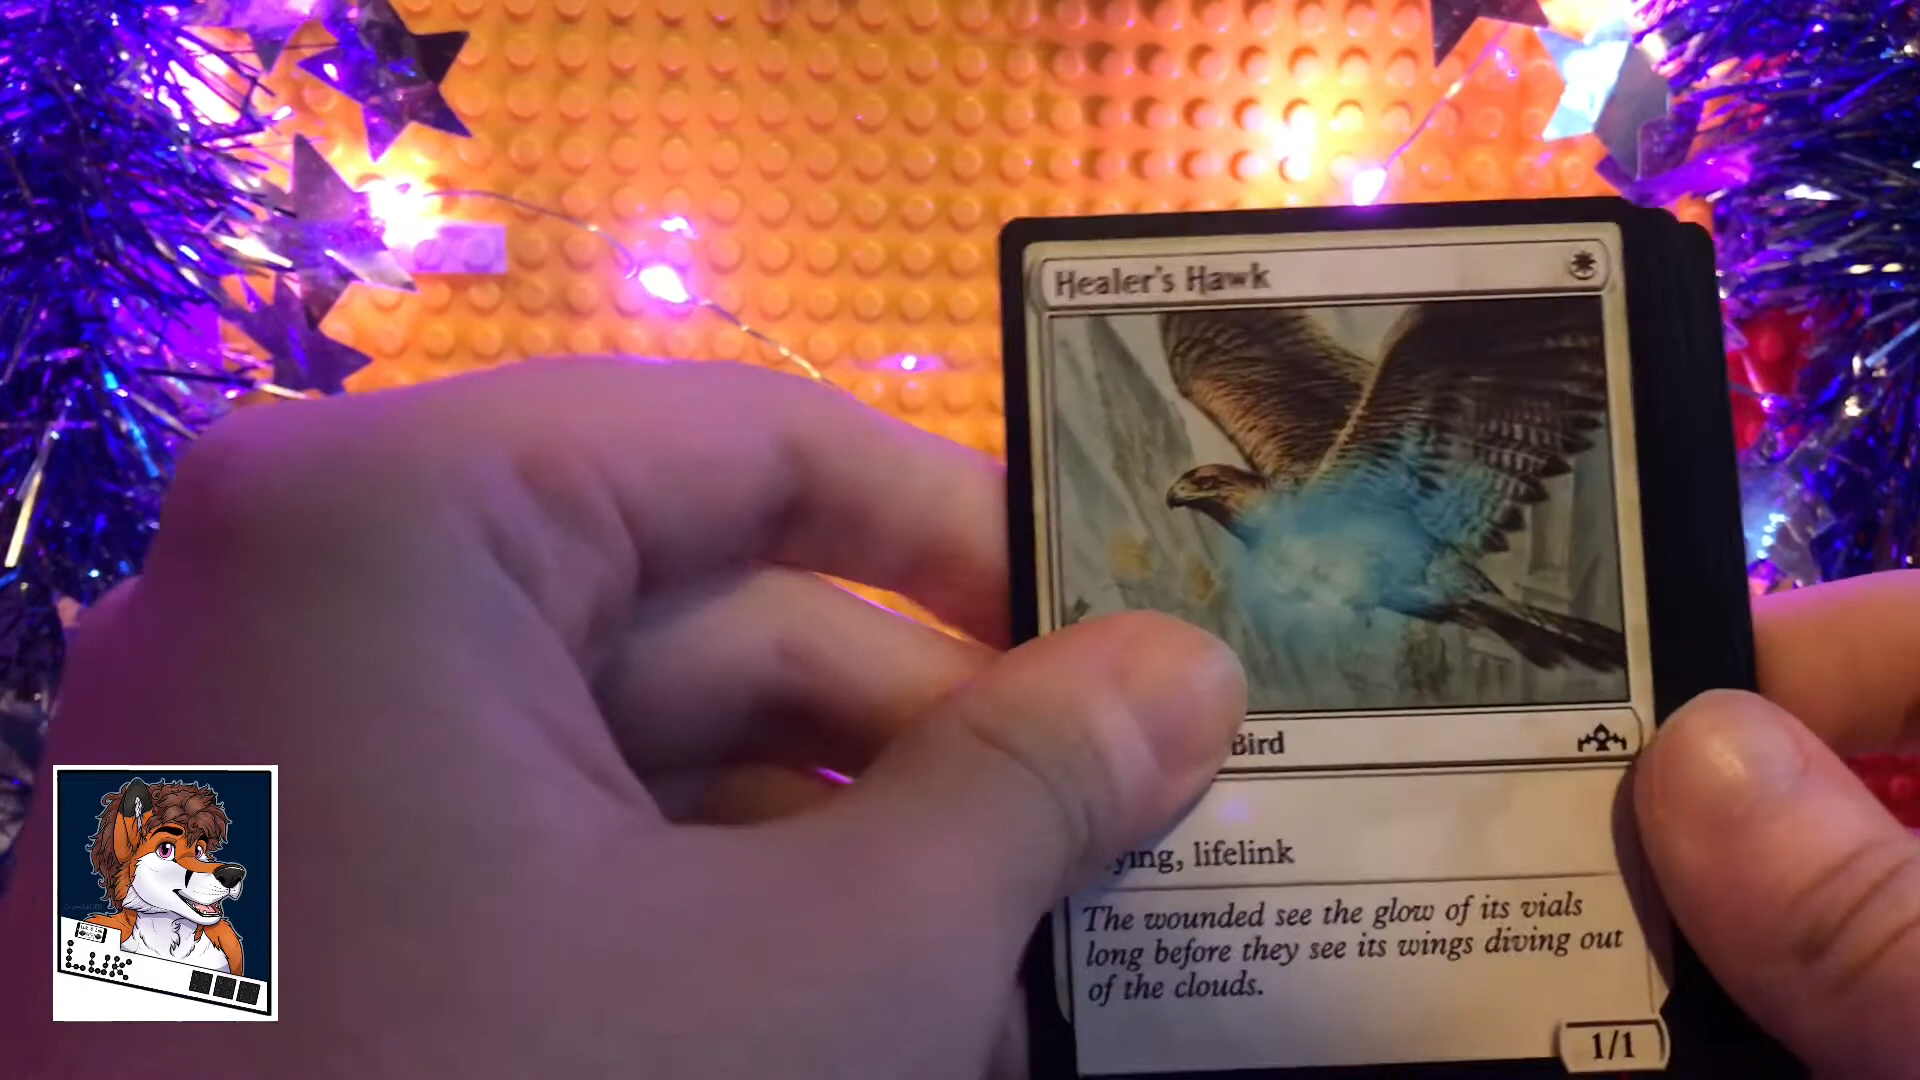 Healer's Hawk
Bird
ying, lifelink
The wounded see the glow of its vials
long before they see its wings diving out
of the clouds.
1/1
Luk